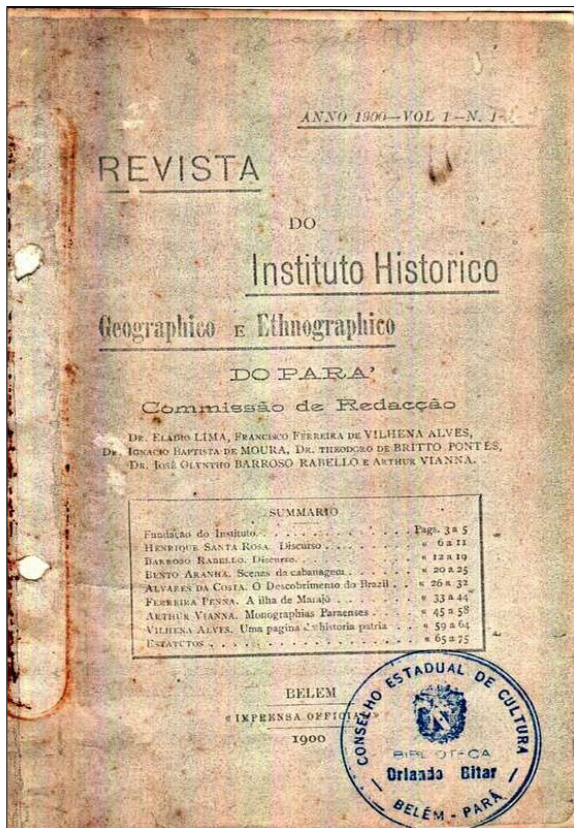 ANNO 1900—VOL 1—N. 1-
REVISTA
DO
Instituto Historico
Geographico E Ethnographico
DO PARA'
Commissão de Redacção
DR. ELADIO LIMA, FRANCISCO FERREIRA DE VILHENA ALVES,
DR. IGNACIO BAPTISTA DE MOURA, DR. THEODORO DE BRITTO PONTES,
DR. JOSÉ OLYNTHO BARROSO RABELLO E ARTHUR VIANNA.
SUMMARIO
Fundação do Instituto. . . . . . . . . . . . . Pags. 3 a 5
HENRIQUE SANTA ROSA. Discurso . . . . . . . « 6 a 11
BARROSO RABELLO. Discurso. . . . . . . . . « 12 a 19
BENTO ARANHA. Scenas da cabanagem. . . . . « 20 a 25
ALVARES DA COSTA. O Descobrimento do Brazil . . « 26 a 32
FERREIRA PENNA. A ilha de Marajó . . . . . . « 33 a 44
ARTHUR VIANNA. Monographias Paraenses . . . . « 45 a 58
VILHENA ALVES. Uma pagina historia patria . . « 59 a 64
ESTATUTOS . . . . . . . . . . . . . . . . « 65 a 75
BELEM
« IMPRENSA OFFICIAL »
1900
CONSELHO ESTADUAL DE CULTURA
BIBLIOTECA
Orlando Bitar
BELÉM - PARÁ